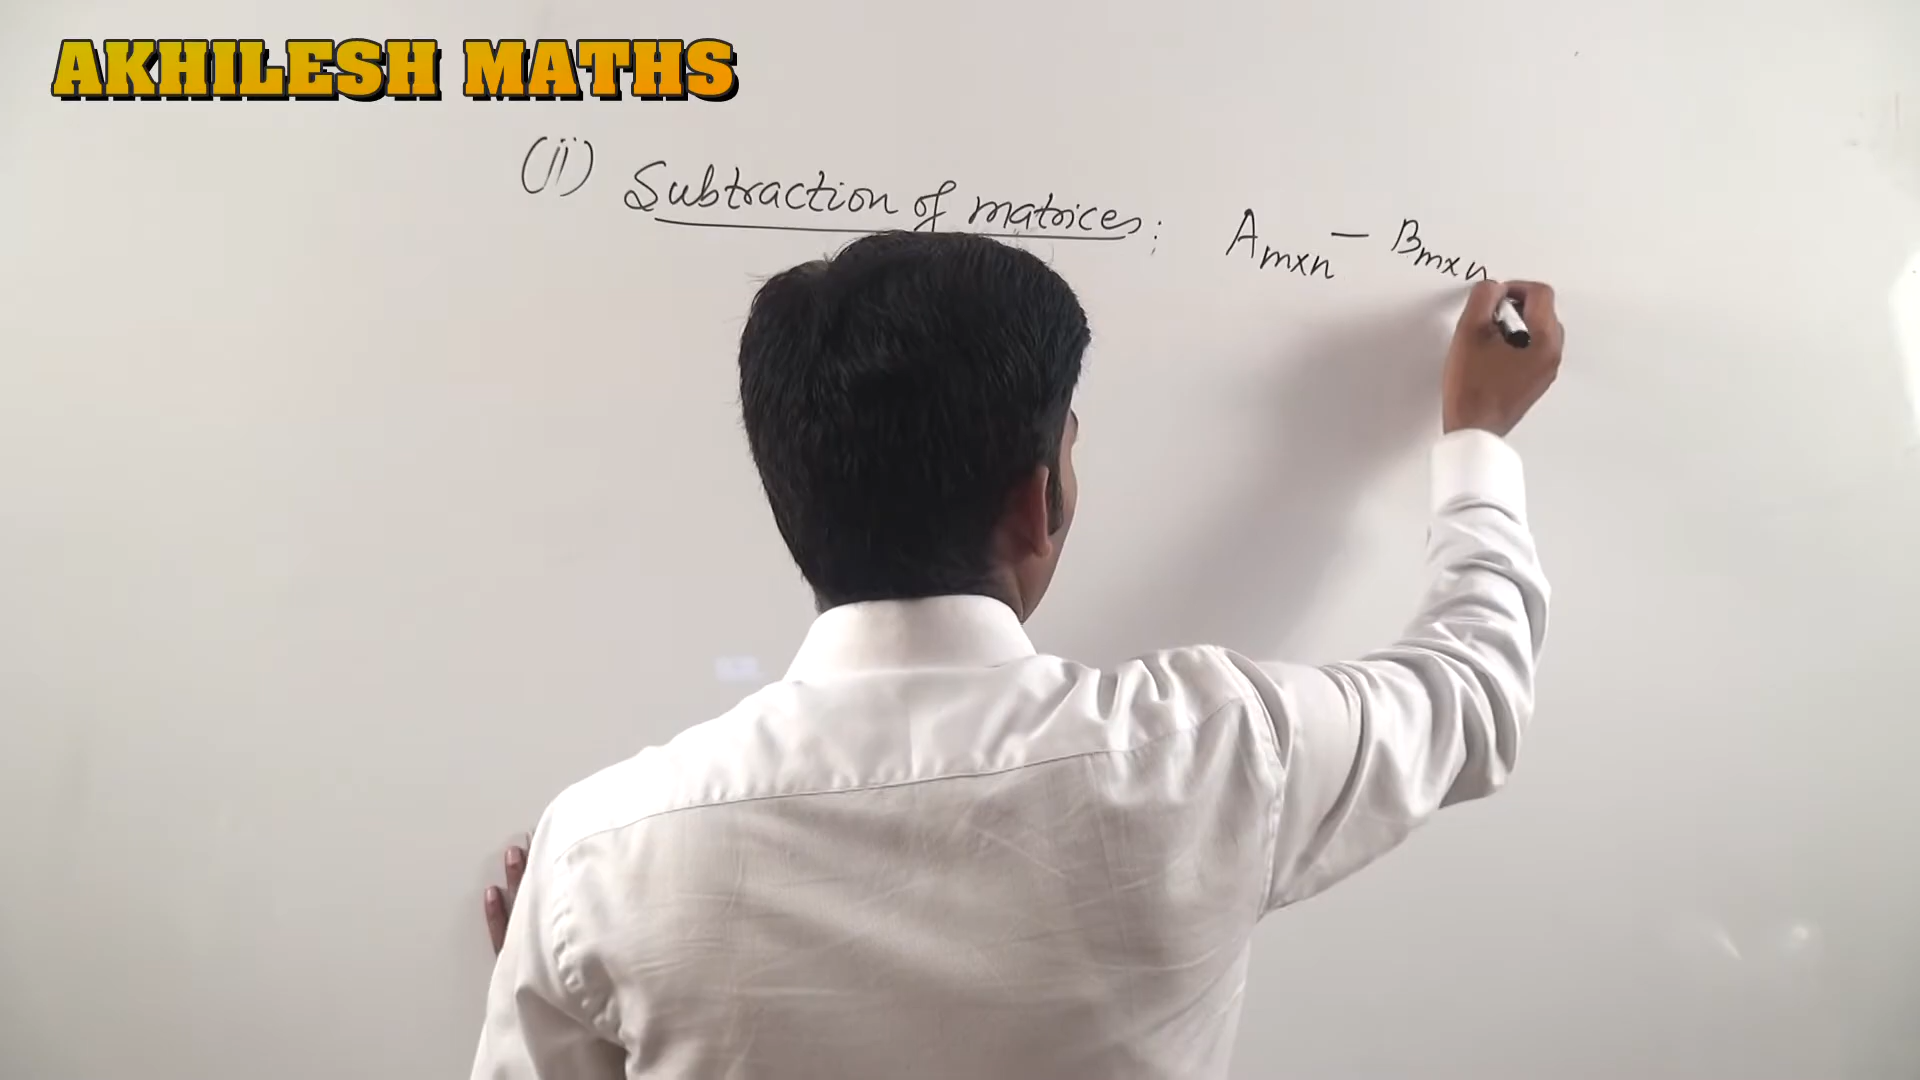 AKHILESH MATHS
(ii) Subtraction of matrices: Amxn - Bmxn